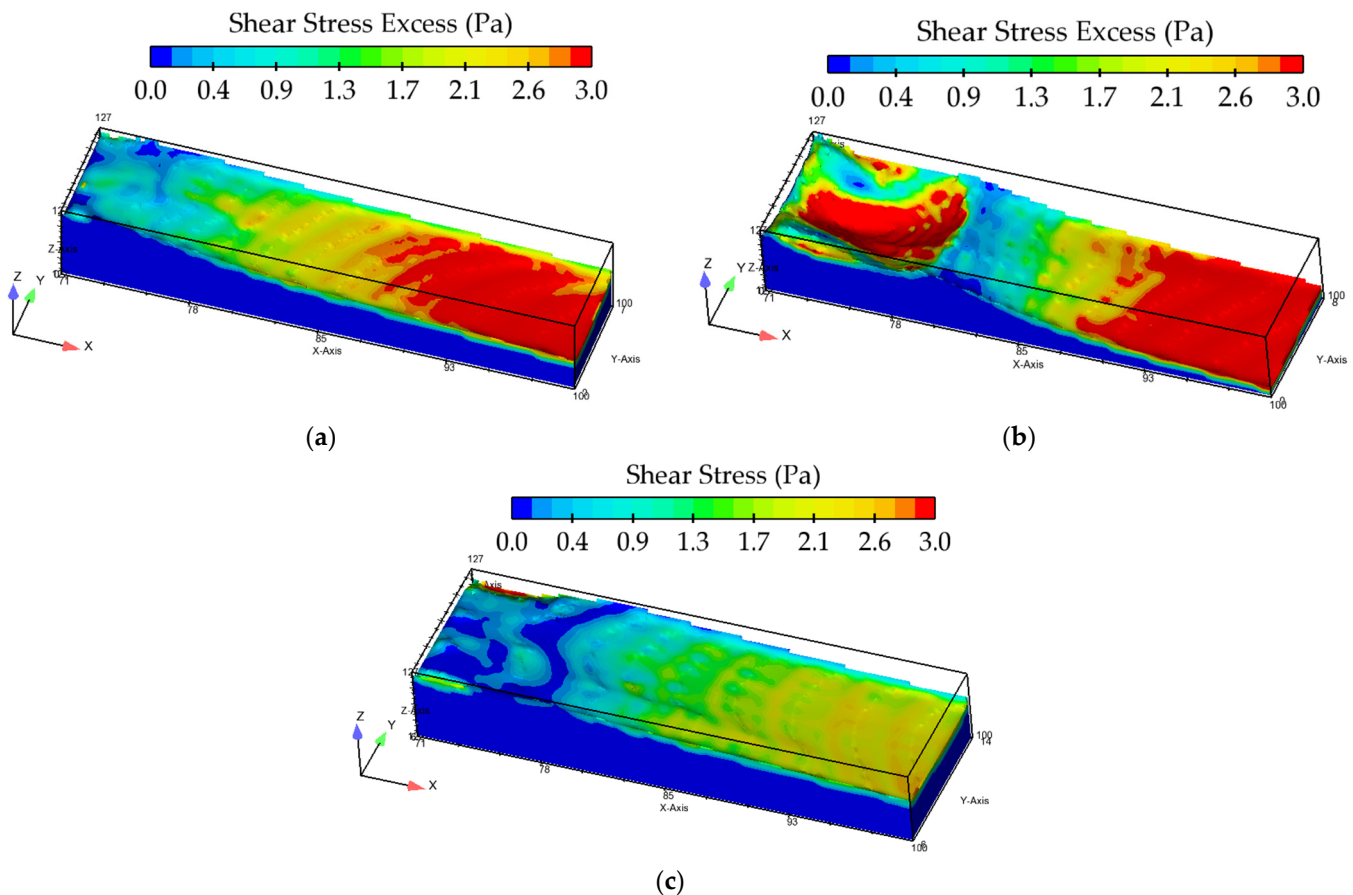 Shear Stress Excess (Pa)
0.0 0.4 0.9 1.3 1.7 2.1 2.6 3.0
127
Z-Axis
71
78
85
X-Axis
93
100
100
7
Y-Axis
Z
Y
X
(a)
Shear Stress Excess (Pa)
0.0 0.4 0.9 1.3 1.7 2.1 2.6 3.0
127
127
Z-Axis
71
78
85
X-Axis
93
100
100
8
Y-Axis
Z
Y
X
(b)
Shear Stress (Pa)
0.0 0.4 0.9 1.3 1.7 2.1 2.6 3.0
127
Axis
127
71
78
85
X-Axis
93
100
6
100
14
Y-Axis
Z
Y
X
(c)